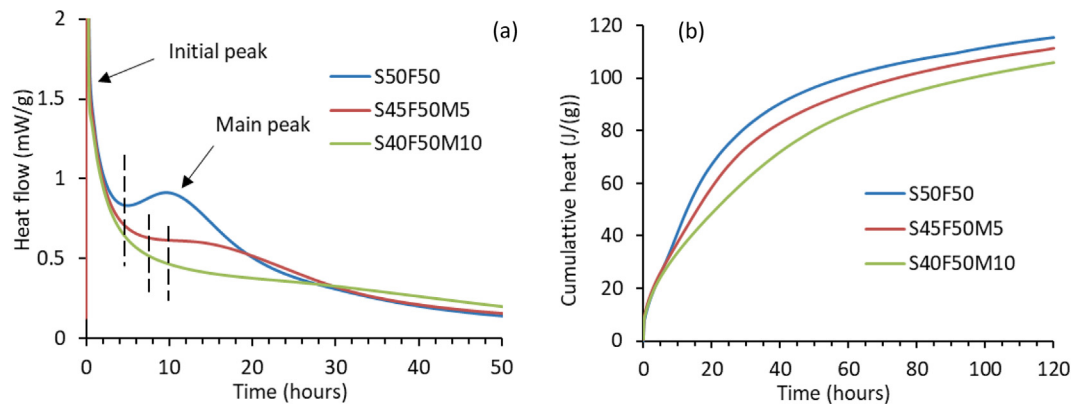 (a)
Initial peak
S50F50
S45F50M5
S40F50M10
Main peak
Heat flow (mW/g)
2
1.5
1
0.5
0
0 10 20 30 40 50
Time (hours)
(b)
S50F50
S45F50M5
S40F50M10
Cumulattive heat (J/(g))
120
100
80
60
40
20
0
0 20 40 60 80 100 120
Time (hours)